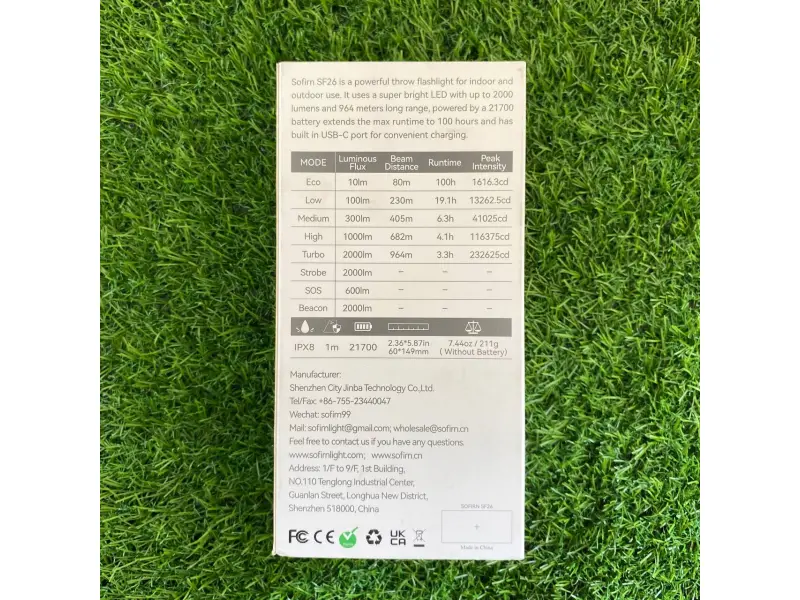 Sofirn SF26 is a powerful throw flashlight for indoor and
outdoor use. It uses a super bright LED with up to 2000
lumens and 964 meters long range, powered by a 21700
battery extends the max runtime to 100 hours and has
built in USB-C port for convenient charging.
MODE Luminous Flux Beam Distance Runtime Peak Intensity
Eco 10lm 80m 100h 1616.3cd
Low 100lm 230m 19.1h 13262.5cd
Medium 300lm 405m 6.3h 41025cd
High 1000lm 682m 4.1h 116375cd
Turbo 2000lm 964m 3.3h 232625cd
Strobe 2000lm – – –
SOS 600lm – – –
Beacon 2000lm – – –
IPX8 1m 21700 2.36*5.87in 60*149mm 7.44oz / 211g ( Without Battery)
Manufacturer:
Shenzhen City Jinba Technology Co.,Ltd.
Tel/Fax: +86-755-23440047
Wechat: sofirn99
Mail: sofirnlight@gmail.com; wholesale@sofirn.cn
Feel free to contact us if you have any questions.
www.sofirnlight.com; www.sofirn.cn
Address: 1/F to 9/F, 1st Building,
NO.110 Tenglong Industrial Center,
Guanlan Street, Longhua New District,
Shenzhen 518000, China
SOFIRN SF26
FC CE UK CA
Made in China